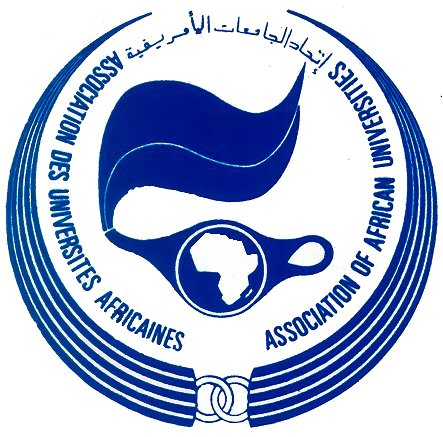 إتحاد الجامعات الأفريقية
ASSOCIATION DES UNIVERSITES AFRICAINES
ASSOCIATION OF AFRICAN UNIVERSITIES